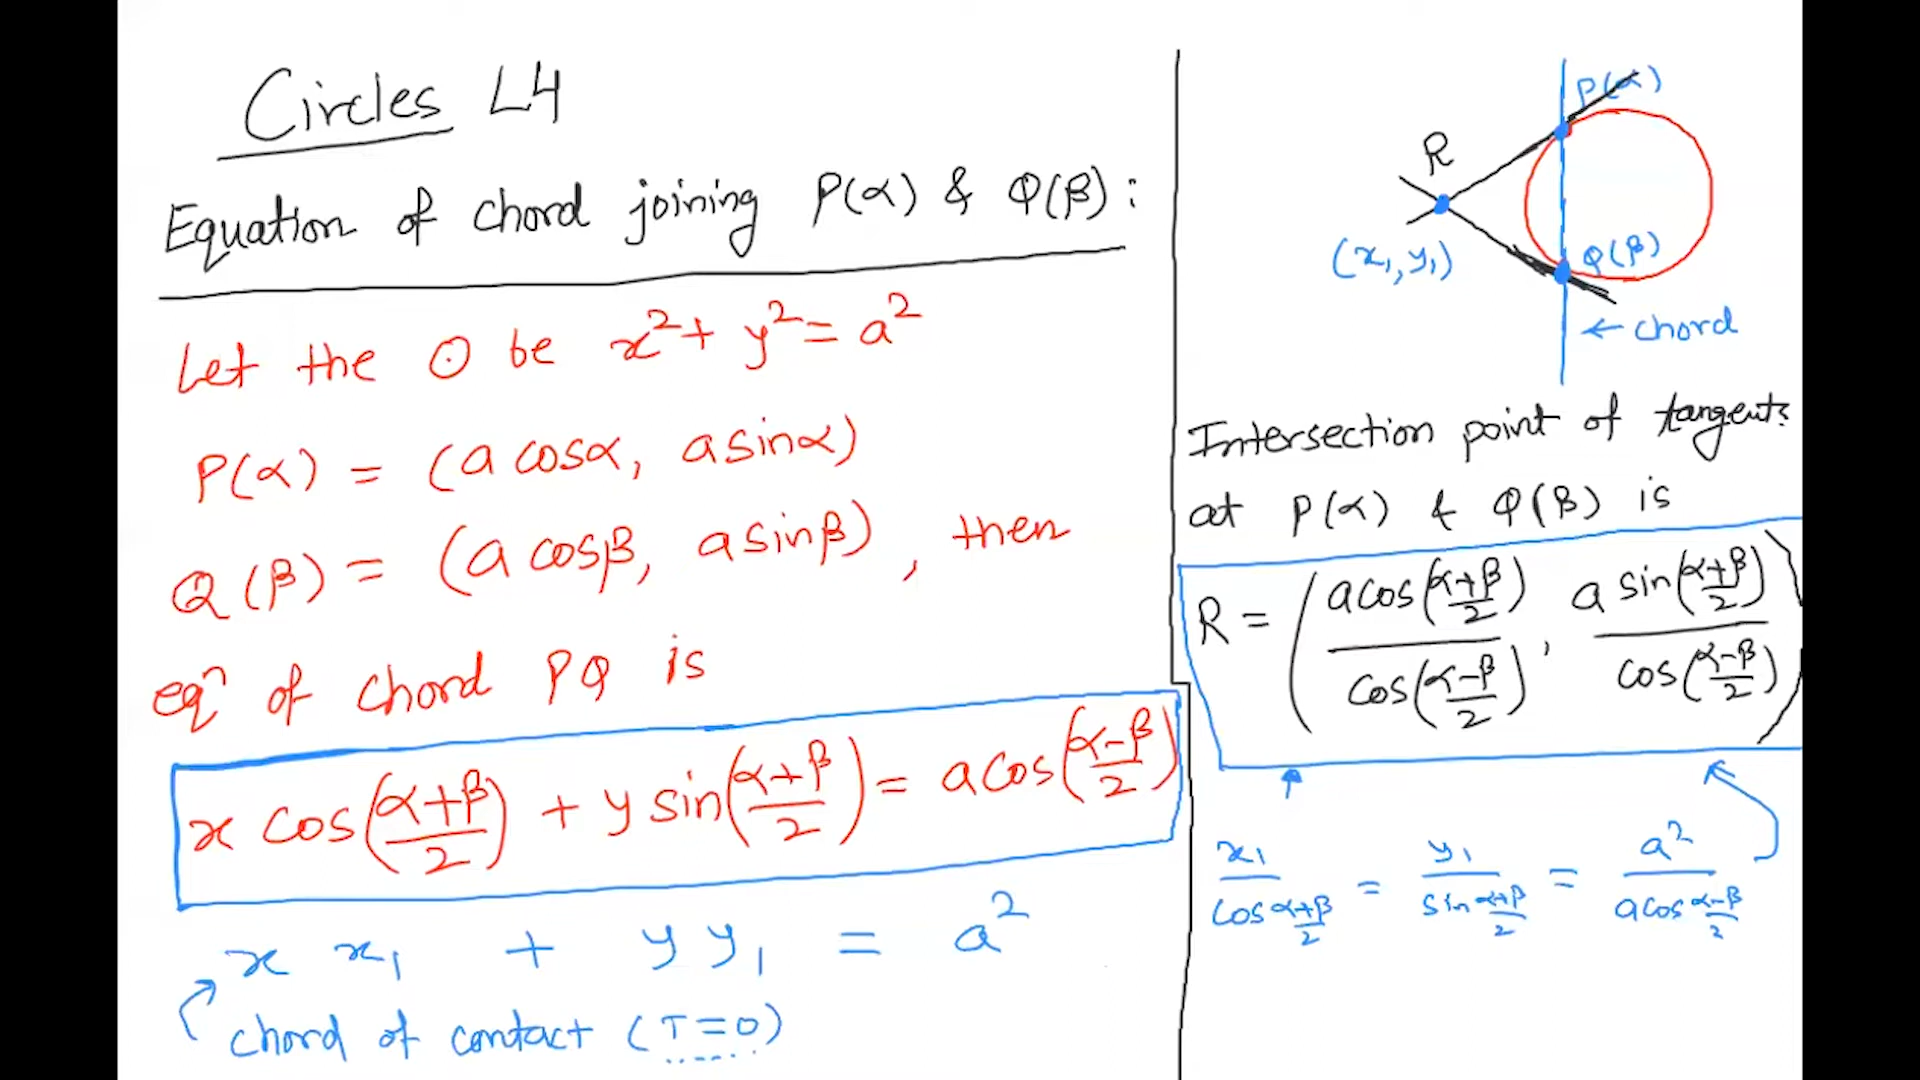 Circles L4
Equation of chord joining P(α) & Q(β):
Let the ⊙ be x² + y² = a²
P(α) = (a cosα, a sinα)
Q(β) = (a cosβ, a sinβ), then
eqⁿ of chord PQ is
x cos((α+β)/2) + y sin((α+β)/2) = a cos((α-β)/2)
x x₁ + y y₁ = a²
chord of contact (T=0)
P(α)
R
(x₁, y₁)
Q(β)
← chord
Intersection point of tangents
at P(α) & Q(β) is
R = (a cos((α+β)/2) / cos((α-β)/2), a sin((α+β)/2) / cos((α-β)/2))
x₁ / cos (α+β)/2 = y₁ / sin (α+β)/2 = a² / a cos (α-β)/2